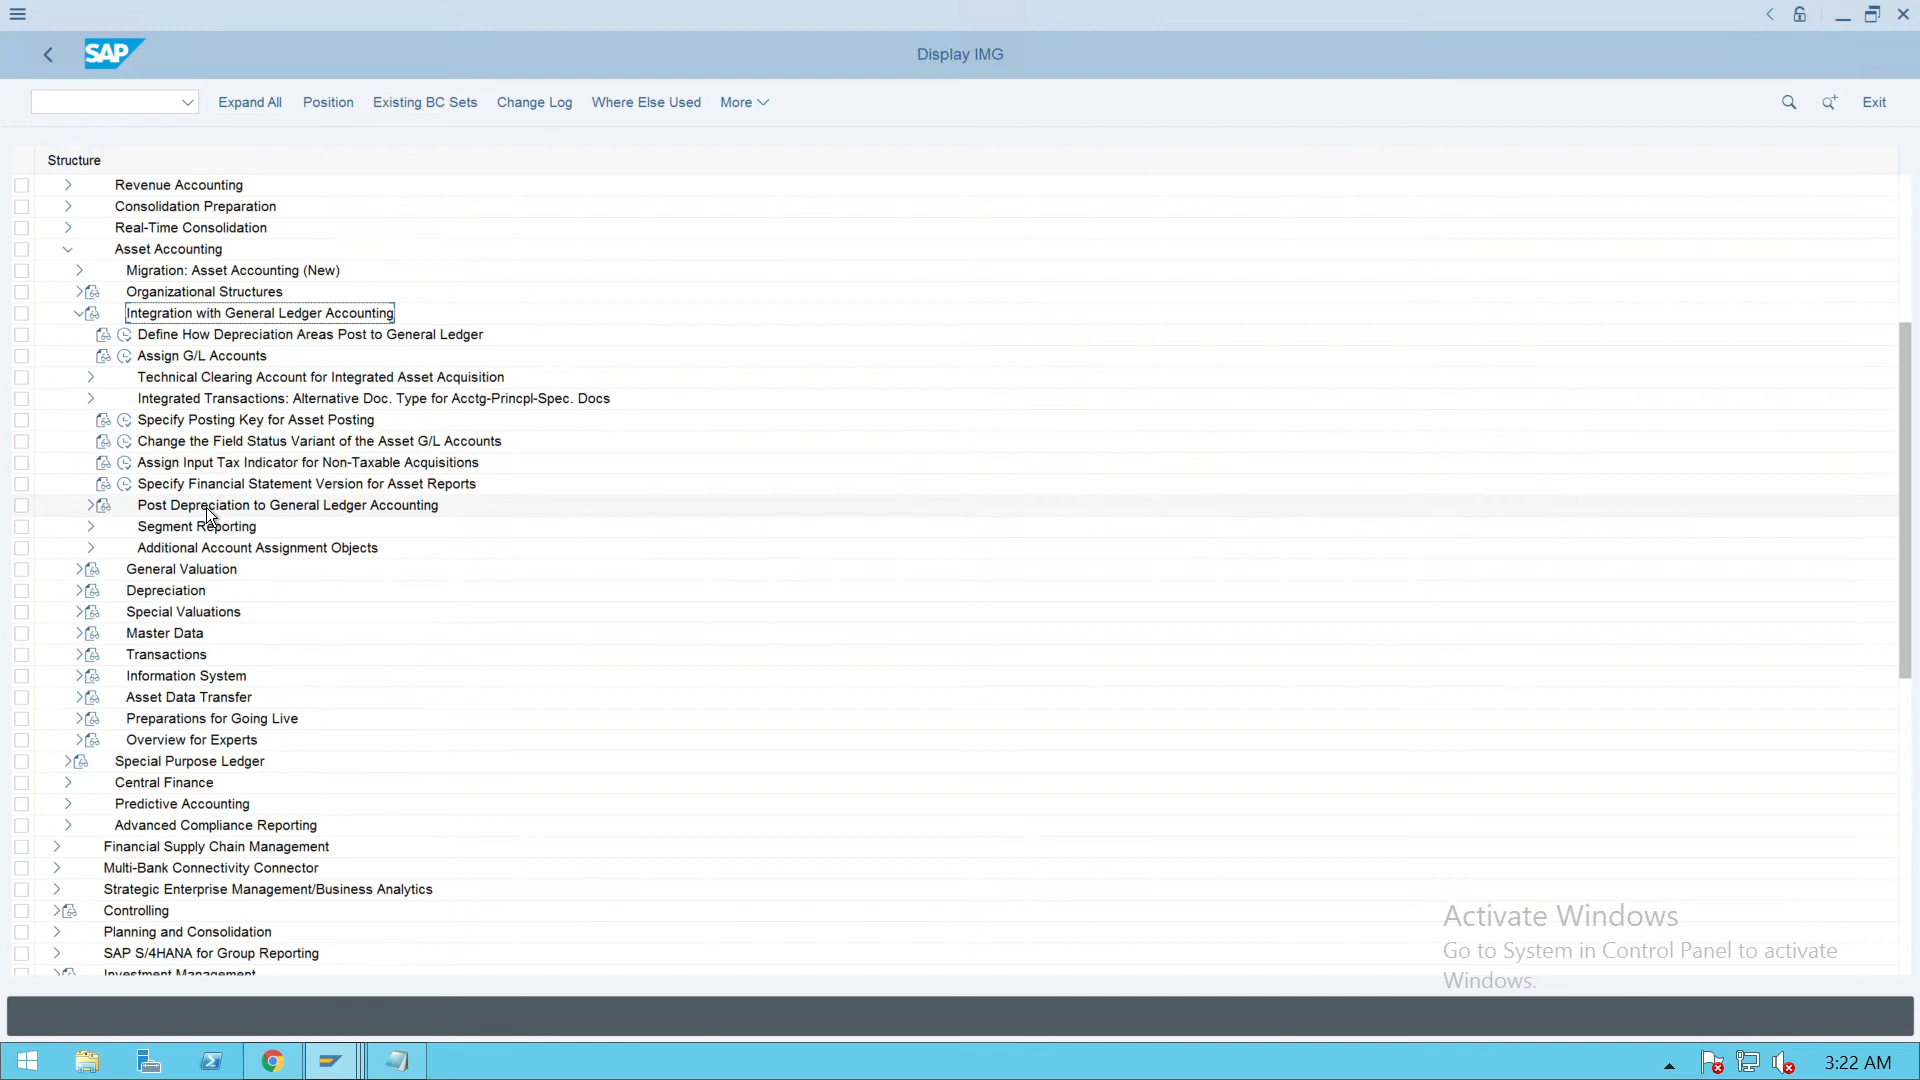 SAP
Display IMG
Expand All Position Existing BC Sets Change Log Where Else Used More Exit
Structure
Revenue Accounting
Consolidation Preparation
Real-Time Consolidation
Asset Accounting
Migration: Asset Accounting (New)
Organizational Structures
Integration with General Ledger Accounting
Define How Depreciation Areas Post to General Ledger
Assign G/L Accounts
Technical Clearing Account for Integrated Asset Acquisition
Integrated Transactions: Alternative Doc. Type for Acctg-Princpl-Spec. Docs
Specify Posting Key for Asset Posting
Change the Field Status Variant of the Asset G/L Accounts
Assign Input Tax Indicator for Non-Taxable Acquisitions
Specify Financial Statement Version for Asset Reports
Post Depreciation to General Ledger Accounting
Segment Reporting
Additional Account Assignment Objects
General Valuation
Depreciation
Special Valuations
Master Data
Transactions
Information System
Asset Data Transfer
Preparations for Going Live
Overview for Experts
Special Purpose Ledger
Central Finance
Predictive Accounting
Advanced Compliance Reporting
Financial Supply Chain Management
Multi-Bank Connectivity Connector
Strategic Enterprise Management/Business Analytics
Controlling
Planning and Consolidation
SAP S/4HANA for Group Reporting
Investment Management
Activate Windows
Go to System in Control Panel to activate
Windows.
3:22 AM